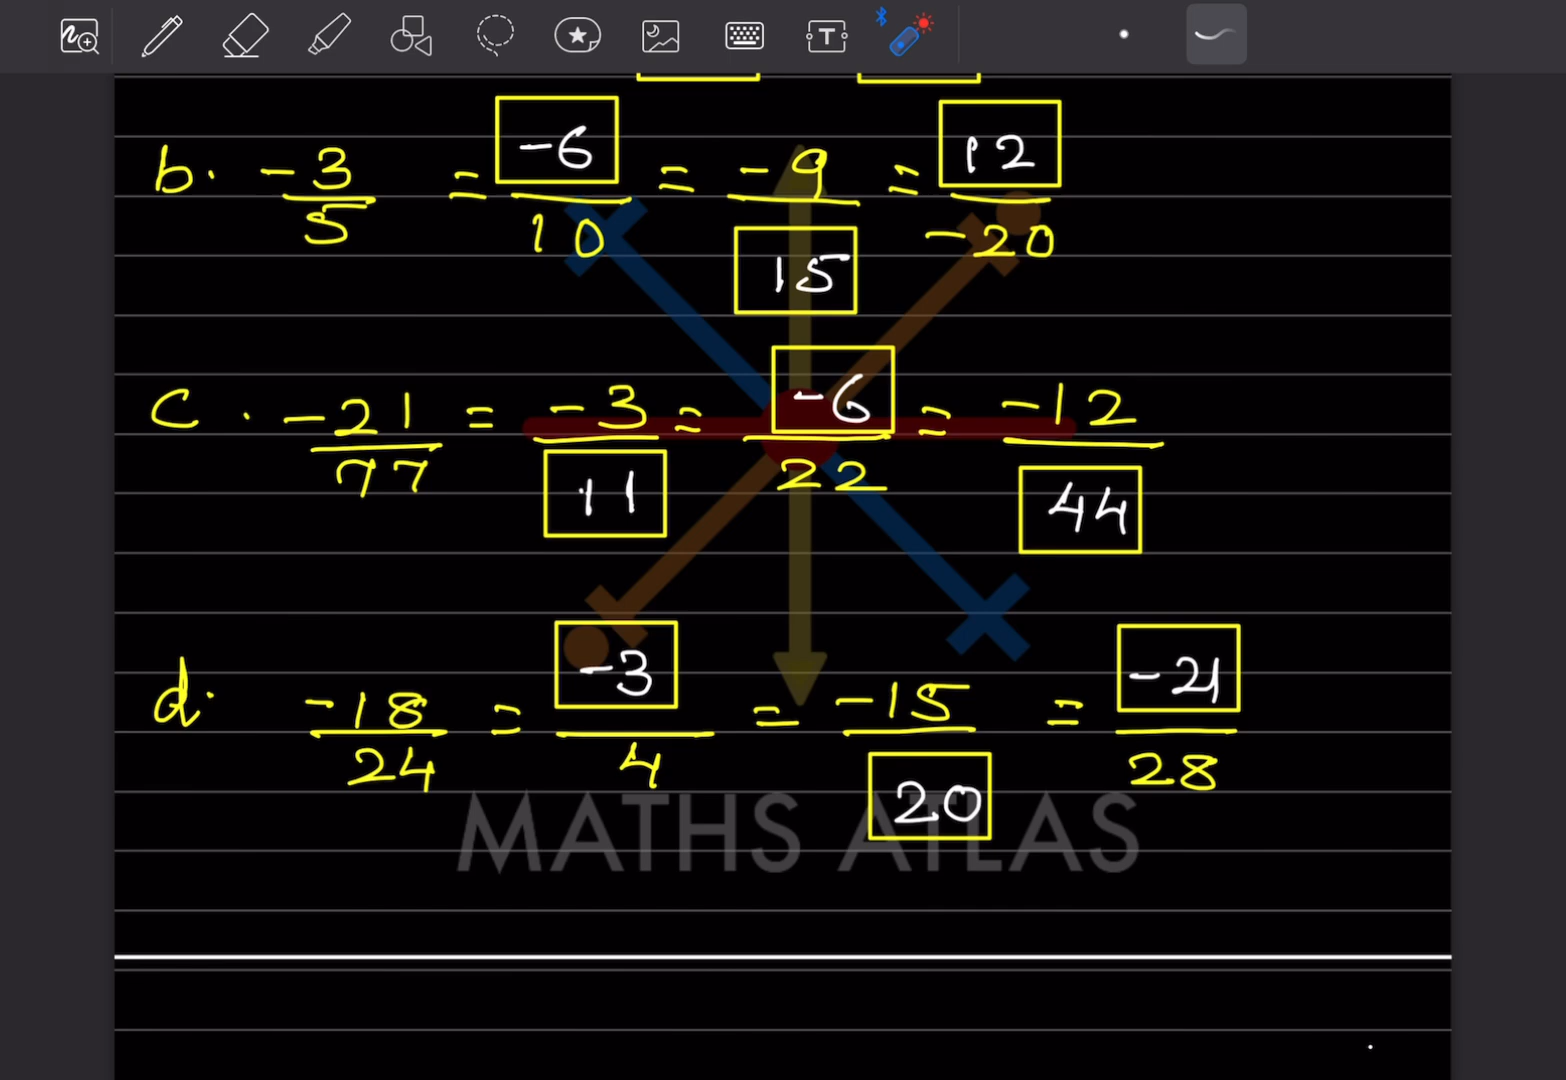 b. -3/5 = -6/10 = -9/15 = 12/-20
c. -21/77 = -3/11 = -6/22 = -12/44
d. -18/24 = -3/4 = -15/20 = -21/28
MATHS ATLAS